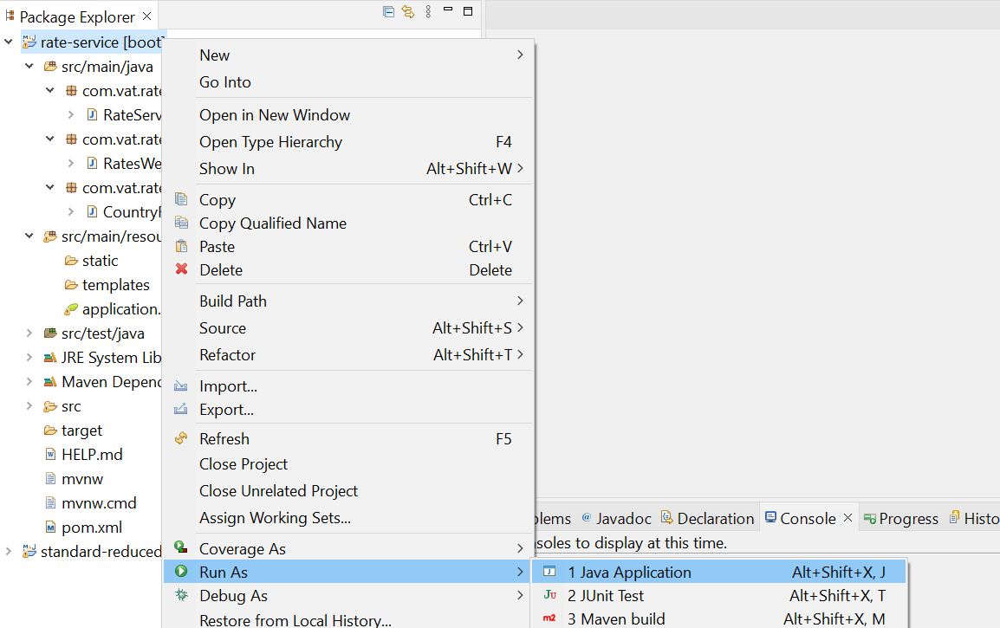 Package Explorer
rate-service [boot]
src/main/java
com.vat.rate
RateServ
com.vat.rate
RatesWe
com.vat.rate
Country
src/main/resou
static
templates
application.
src/test/java
JRE System Lib
Maven Depend
src
target
HELP.md
mvnw
mvnw.cmd
pom.xml
standard-reduced
New
Go Into
Open in New Window
Open Type Hierarchy F4
Show In Alt+Shift+W
Copy Ctrl+C
Copy Qualified Name
Paste Ctrl+V
Delete Delete
Build Path
Source Alt+Shift+S
Refactor Alt+Shift+T
Import...
Export...
Refresh F5
Close Project
Close Unrelated Project
Assign Working Sets...
Coverage As
Run As
Debug As
Restore from Local History...
1 Java Application Alt+Shift+X, J
2 JUnit Test Alt+Shift+X, T
3 Maven build Alt+Shift+X, M
blems Javadoc Declaration Console Progress Histo
soles to display at this time.